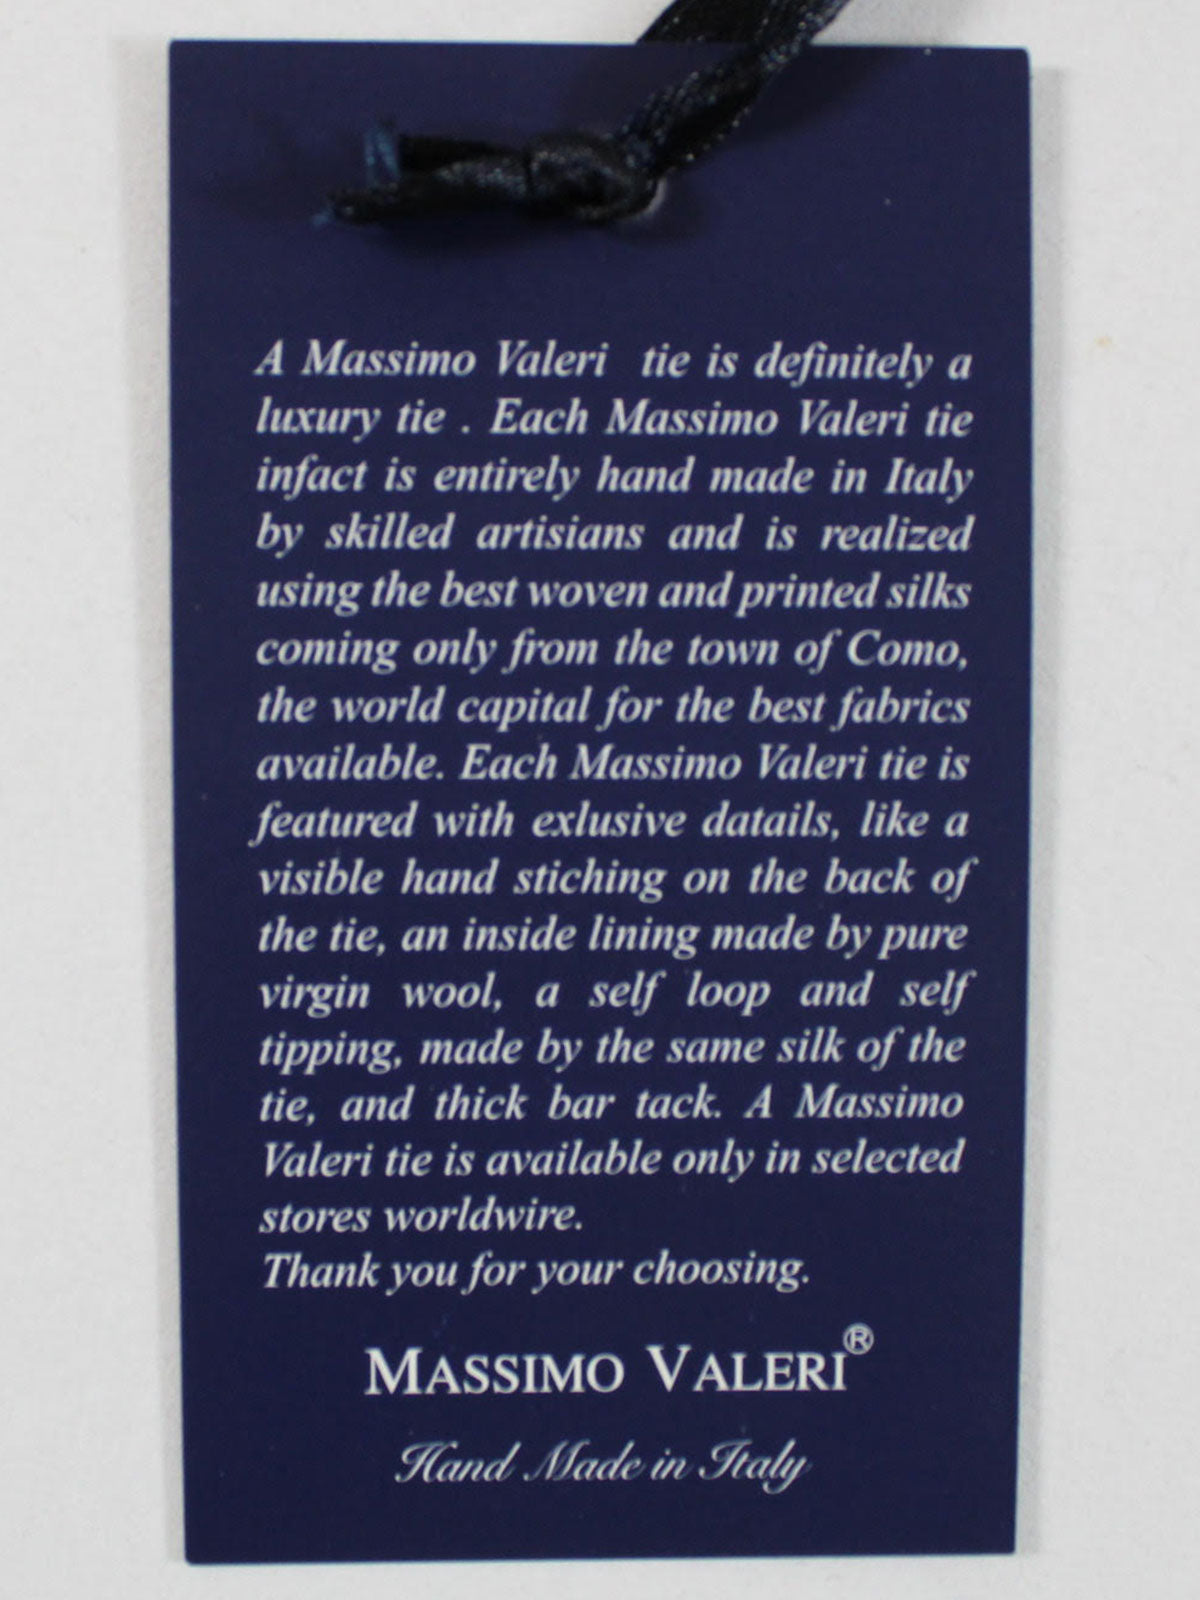 A Massimo Valeri tie is definitely a
luxury tie . Each Massimo Valeri tie
infact is entirely hand made in Italy
by skilled artisians and is realized
using the best woven and printed silks
coming only from the town of Como,
the world capital for the best fabrics
available. Each Massimo Valeri tie is
featured with exlusive datails, like a
visible hand stiching on the back of
the tie, an inside lining made by pure
virgin wool, a self loop and self
tipping, made by the same silk of the
tie, and thick bar tack. A Massimo
Valeri tie is available only in selected
stores worldwire.
Thank you for your choosing.
MASSIMO VALERI®
Hand Made in Italy